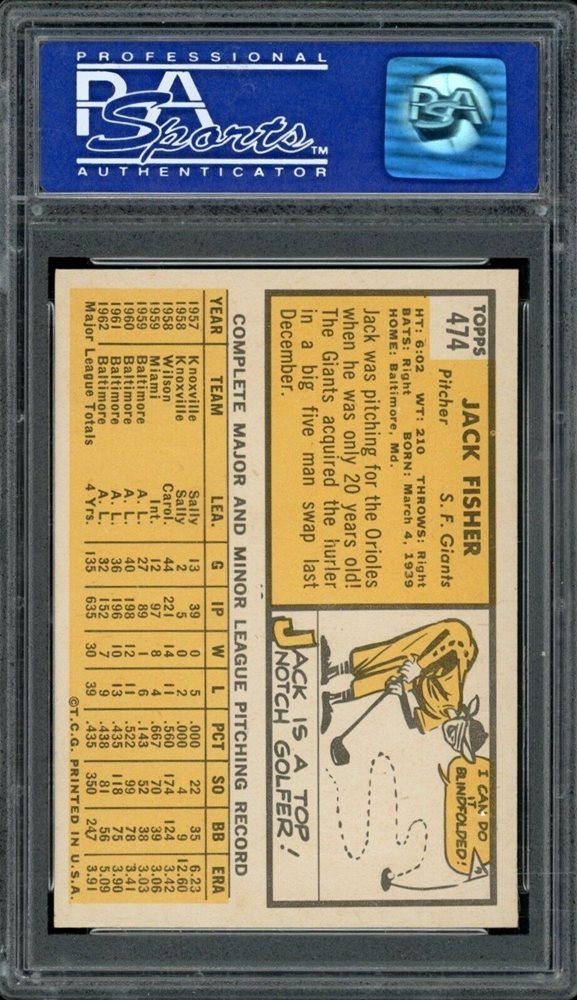 PROFESSIONAL
PSA
Sports™
AUTHENTICATOR
PSA
TOPPS
474
JACK FISHER
Pitcher S. F. Giants
HT: 6:02 WT: 210 THROWS: Right
BATS: Right BORN: March 4, 1939
HOME: Baltimore, Md.
Jack was pitching for the Orioles
when he was only 20 years old!
The Giants acquired the hurler
in a big five man swap last
December.
I CAN DO
IT
BLINDFOLDED!
JACK IS A TOP
NOTCH GOLFER!
COMPLETE MAJOR AND MINOR LEAGUE PITCHING RECORD
YEAR TEAM LEA. G IP W L PCT SO BB ERA
1957 Knoxville Sally 13 39 0 5 .000 22 35 6.23
1958 Knoxville Sally 2 5 0 2 .000 4 9 12.60
1958 Wilson Carol. 44 221 14 11 .560 174 124 3.42
1959 Miami Int. 12 97 8 4 .667 70 39 3.06
1959 Baltimore A. L. 27 89 1 6 .143 52 38 3.03
1960 Baltimore A. L. 40 198 12 11 .522 99 78 3.41
1961 Baltimore A. L. 36 196 10 13 .435 118 75 3.90
1962 Baltimore A. L. 32 152 7 9 .438 81 56 5.09
Major League Totals 4 Yrs. 135 635 30 39 .435 350 247 3.91
©T.C.G. PRINTED IN U.S.A.